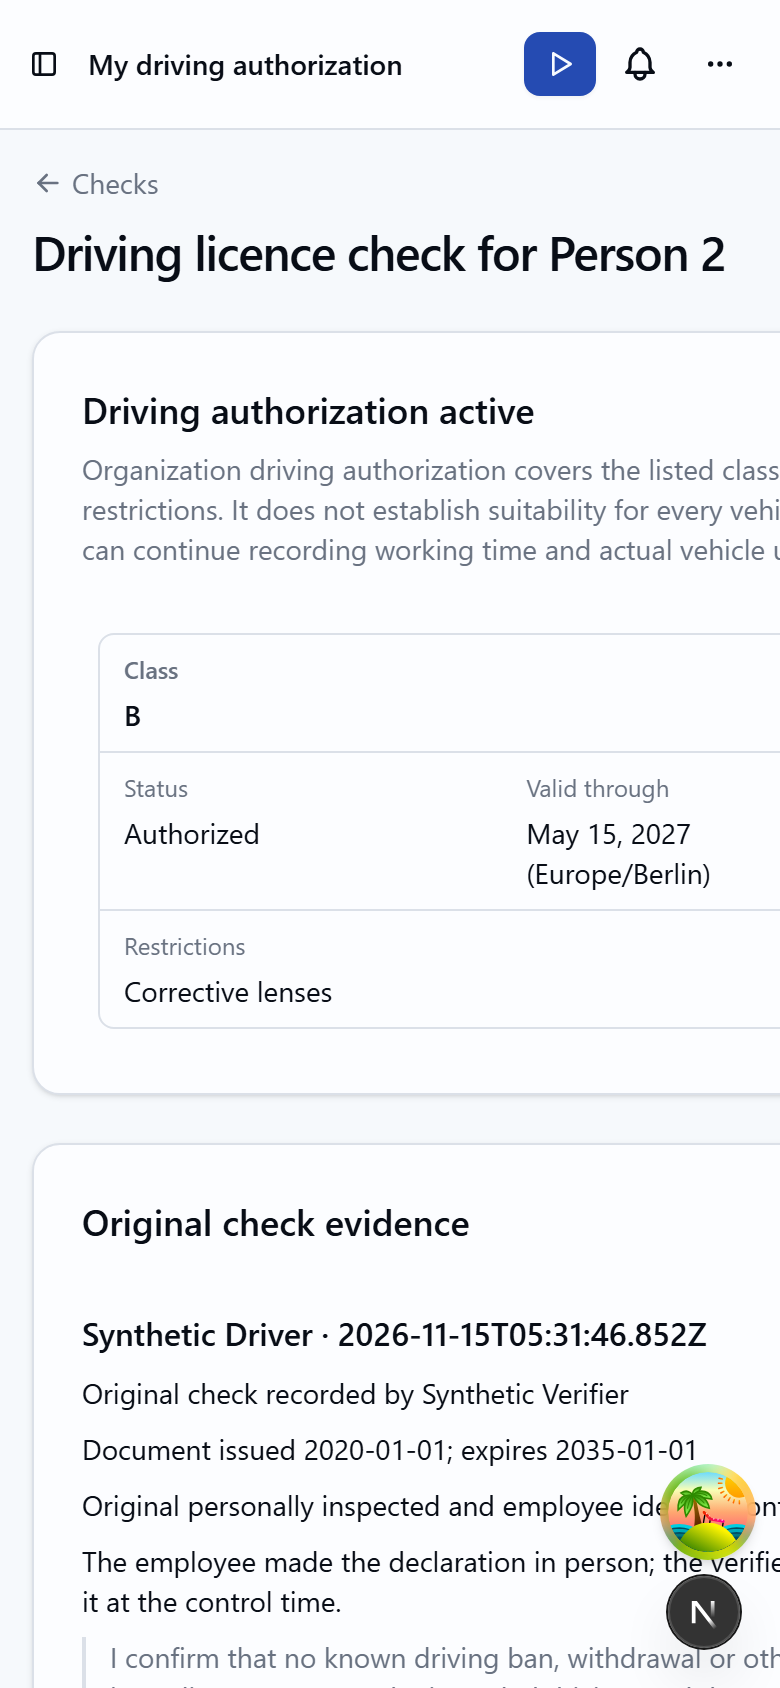 My driving authorization
Checks
Driving licence check for Person 2
Driving authorization active
Organization driving authorization covers the listed class
restrictions. It does not establish suitability for every vehi
can continue recording working time and actual vehicle u
Class
B
Status
Valid through
Authorized
May 15, 2027
(Europe/Berlin)
Restrictions
Corrective lenses
Original check evidence
Synthetic Driver · 2026-11-15T05:31:46.852Z
Original check recorded by Synthetic Verifier
Document issued 2020-01-01; expires 2035-01-01
Original personally inspected and employee
The employee made the declaration in person; the verifie
it at the control time.
N
I confirm that no known driving ban, withdrawal or oth